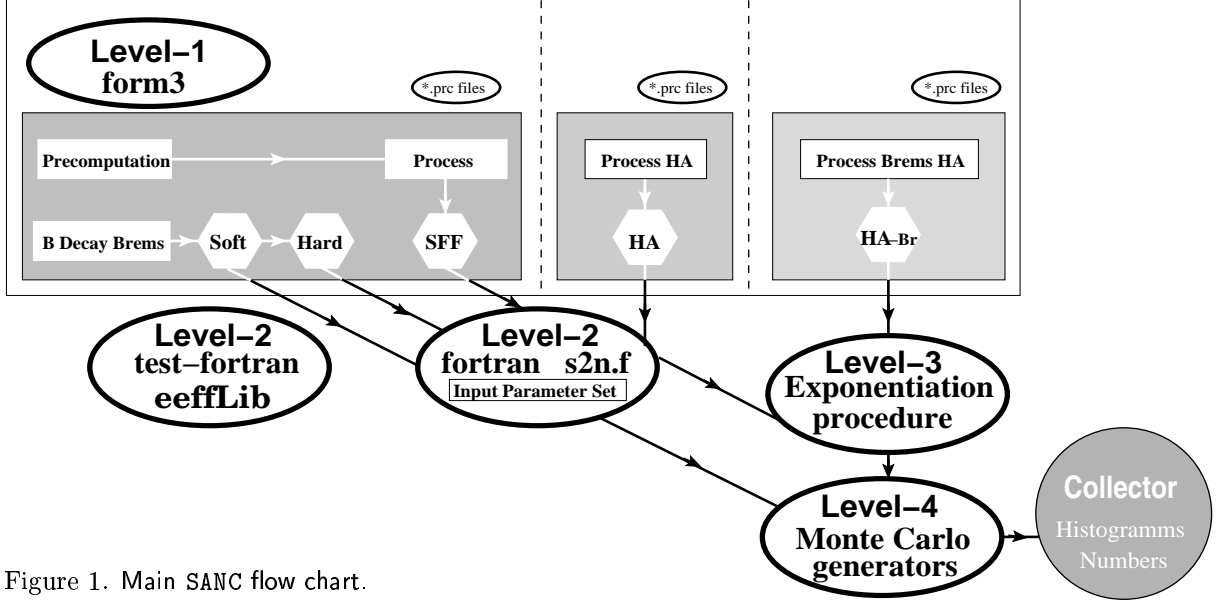 Level–1
form3
*.prc files
*.prc files
*.prc files
Precomputation
Process
Process HA
Process Brems HA
B Decay Brems
Soft
Hard
SFF
HA
HA–Br
Level–2
test–fortran
eeffLib
Level–2
fortran s2n.f
Input Parameter Set
Level–3
Exponentiation
procedure
Level–4
Monte Carlo
generators
Collector
Histogramms
Numbers
Figure 1. Main SANC flow chart.